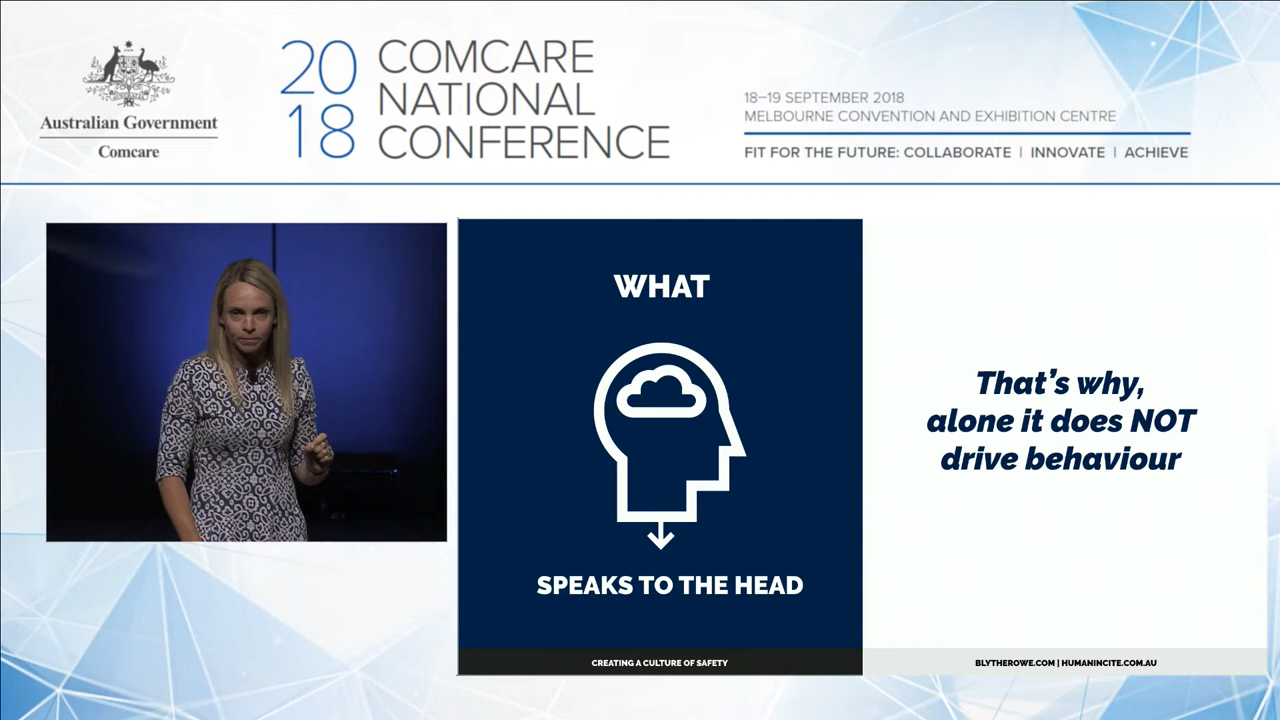 Australian Government
Comcare
20
18
COMCARE
NATIONAL
CONFERENCE
18–19 SEPTEMBER 2018
MELBOURNE CONVENTION AND EXHIBITION CENTRE
FIT FOR THE FUTURE: COLLABORATE | INNOVATE | ACHIEVE
WHAT
SPEAKS TO THE HEAD
CREATING A CULTURE OF SAFETY
That's why,
alone it does NOT
drive behaviour
BLYTHEROWE.COM | HUMANINCITE.COM.AU